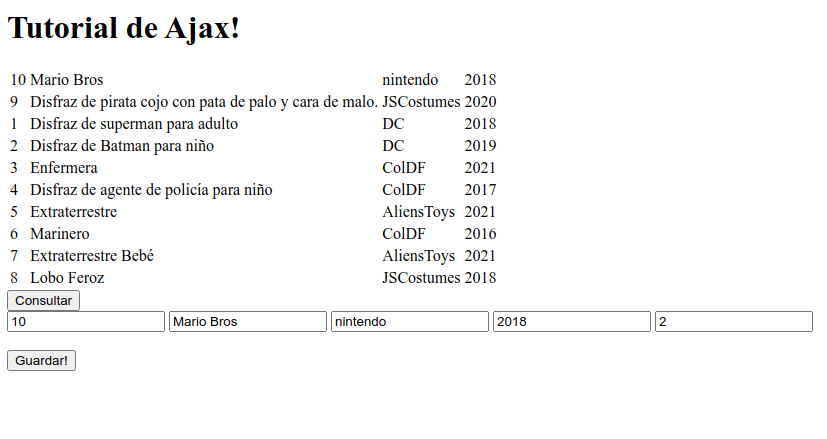 Tutorial de Ajax!
10 Mario Bros nintendo 2018
9 Disfraz de pirata cojo con pata de palo y cara de malo. JSCostumes 2020
1 Disfraz de superman para adulto DC 2018
2 Disfraz de Batman para niño DC 2019
3 Enfermera ColDF 2021
4 Disfraz de agente de policía para niño ColDF 2017
5 Extraterrestre AliensToys 2021
6 Marinero ColDF 2016
7 Extraterrestre Bebé AliensToys 2021
8 Lobo Feroz JSCostumes 2018
Consultar
10 Mario Bros nintendo 2018 2
Guardar!